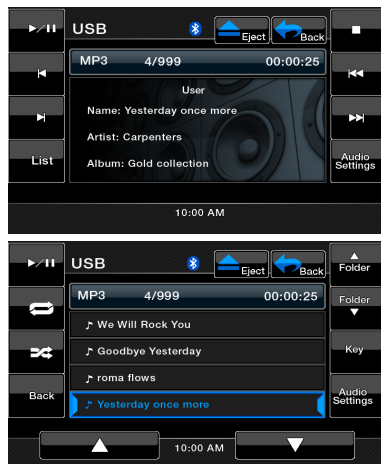 USB
Eject
Back
MP3 4/999 00:00:25
User
Name: Yesterday once more
Artist: Carpenters
Album: Gold collection
List
Audio
Settings
10:00 AM
USB
Eject
Back
Folder
MP3 4/999 00:00:25
Folder
We Will Rock You
Goodbye Yesterday
Key
roma flows
Back
Yesterday once more
Audio
Settings
10:00 AM